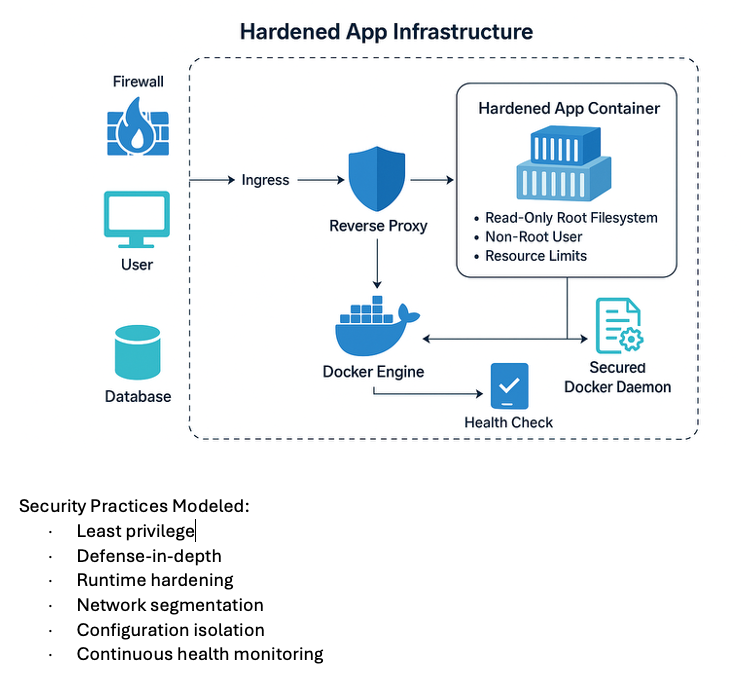 Hardened App Infrastructure
Firewall
User
Database
Ingress
Reverse Proxy
Hardened App Container
• Read-Only Root Filesystem
• Non-Root User
• Resource Limits
Docker Engine
Secured
Docker Daemon
Health Check
Security Practices Modeled:
· Least privilege
· Defense-in-depth
· Runtime hardening
· Network segmentation
· Configuration isolation
· Continuous health monitoring